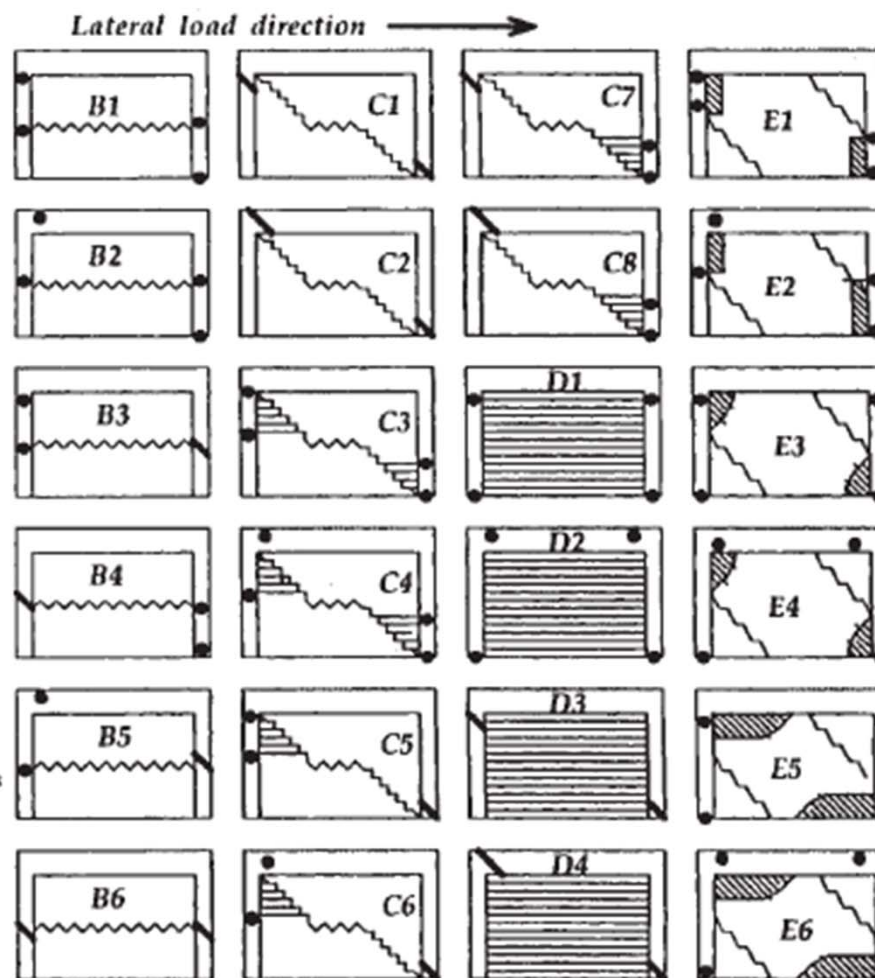 Lateral load direction
B1 C1 C7 E1
B2 C2 C8 E2
B3 C3 D1 E3
B4 C4 D2 E4
B5 C5 D3 E5
B6 C6 D4 E6